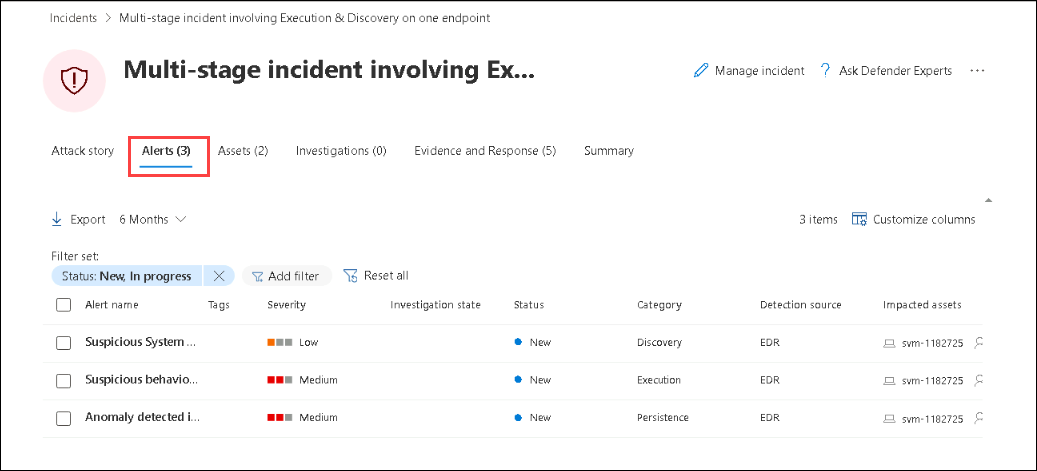 Incidents > Multi-stage incident involving Execution & Discovery on one endpoint
Multi-stage incident involving Ex...
Manage incident ? Ask Defender Experts ...
Attack story Alerts (3) Assets (2) Investigations (0) Evidence and Response (5) Summary
Export 6 Months 3 items Customize columns
Filter set:
Status: New, In progress Add filter Reset all
Alert name Tags Severity Investigation state Status Category Detection source Impacted assets
Suspicious System ... Low New Discovery EDR svm-1182725
Suspicious behavio... Medium New Execution EDR svm-1182725
Anomaly detected i... Medium New Persistence EDR svm-1182725